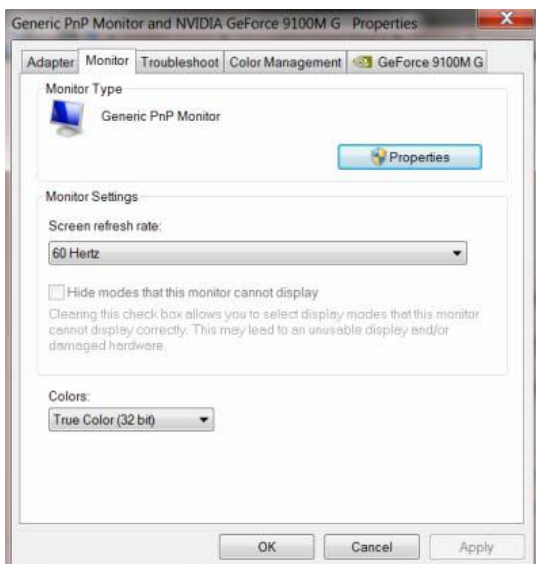 Generic PnP Monitor and NVIDIA GeForce 9100M G Properties
Adapter Monitor Troubleshoot Color Management GeForce 9100M G
Monitor Type
Generic PnP Monitor
Properties
Monitor Settings
Screen refresh rate:
60 Hertz
Hide modes that this monitor cannot display
Clearing this check box allows you to select display modes that this monitor
cannot display correctly. This may lead to an unusable display and/or
damaged hardware.
Colors:
True Color (32 bit)
OK Cancel Apply